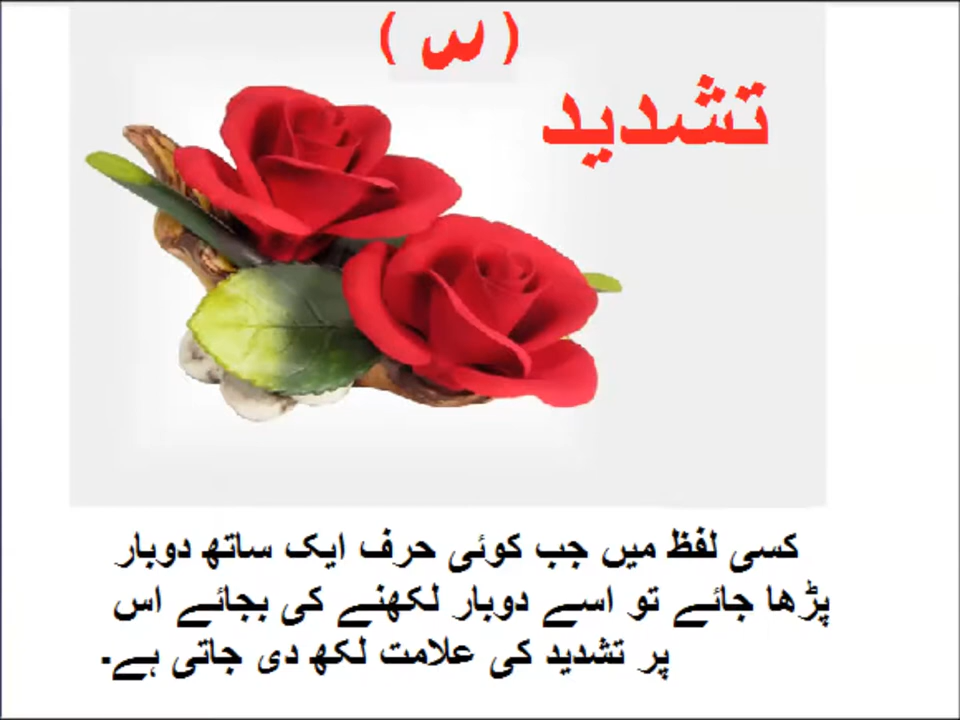 ( س )
تشدید
کسی لفظ میں جب کوئی حرف ایک ساتھ دوبار
پڑھا جائے تو اسے دوبار لکھنے کی بجائے اس
پر تشدید کی علامت لکھ دی جاتی ہے۔